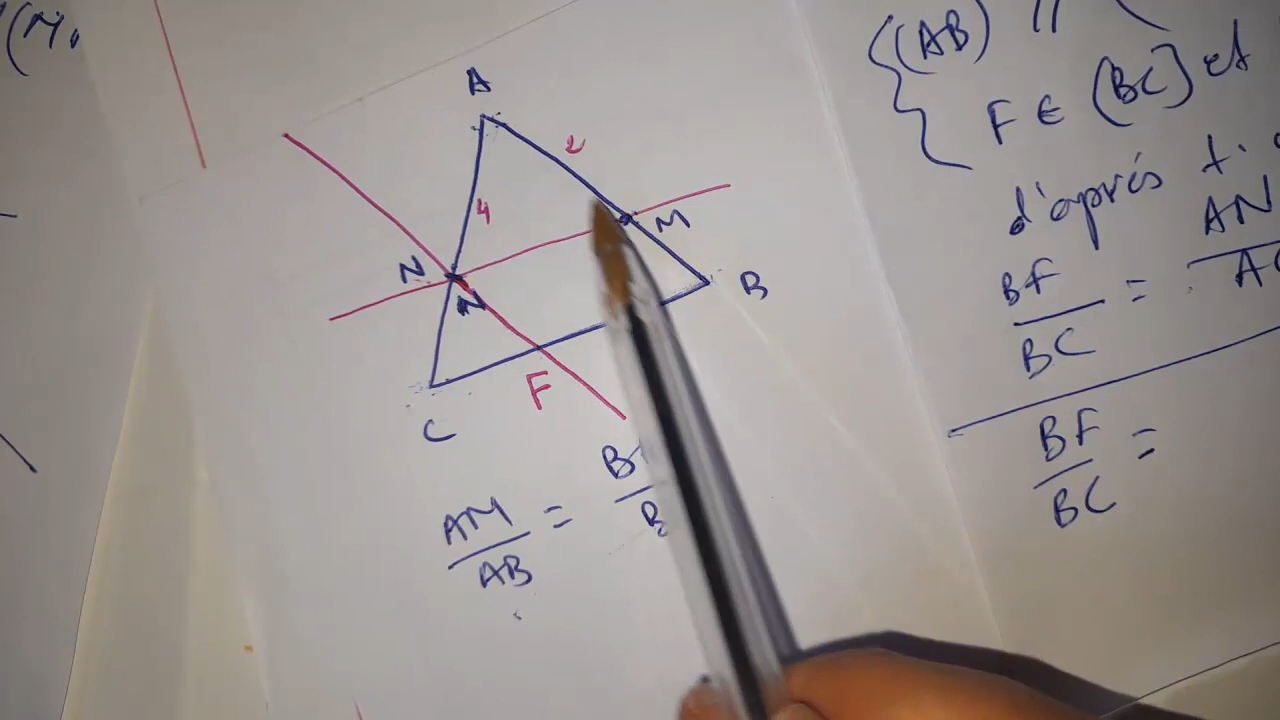 (M.
A
2
4
M
N
B
N
F
C
AM
AB
=
B
B
{(AB) //
F ∈ (BC) et
d'après t.
BF
BC
=
AN
A
BF
BC
=